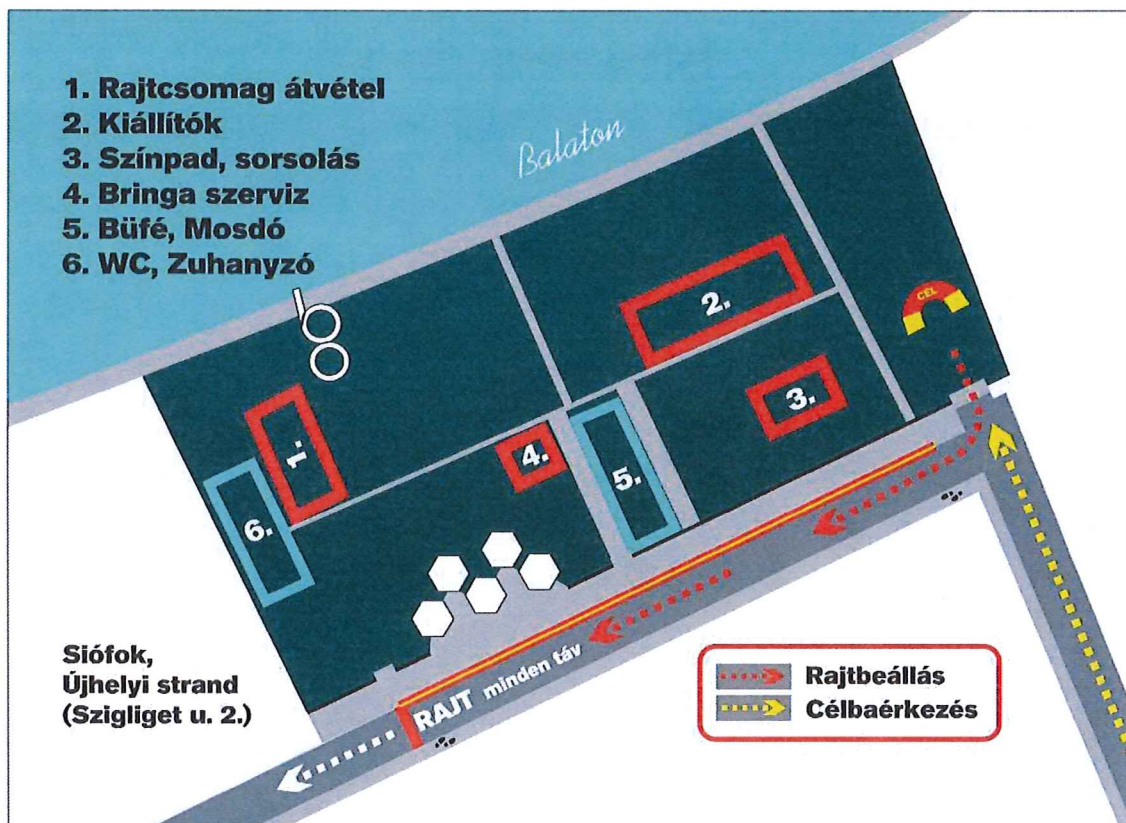 1. Rajtcsomag átvétel
2. Kiállítók
3. Színpad, sorsolás
4. Bringa szerviz
5. Büfé, Mosdó
6. WC, Zuhanyzó
Balaton
2.
CÉL
3.
1.
4.
5.
6.
Siófok,
Újhelyi strand
(Szigliget u. 2.)
RAJT minden táv
Rajtbeállás
Célbaérkezés